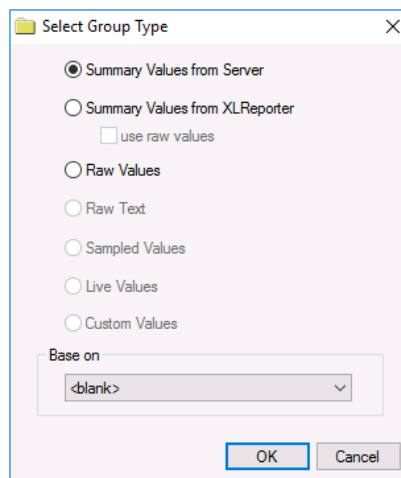 Select Group Type
Summary Values from Server
Summary Values from XLReporter
use raw values
Raw Values
Raw Text
Sampled Values
Live Values
Custom Values
Base on
<blank>
OK Cancel